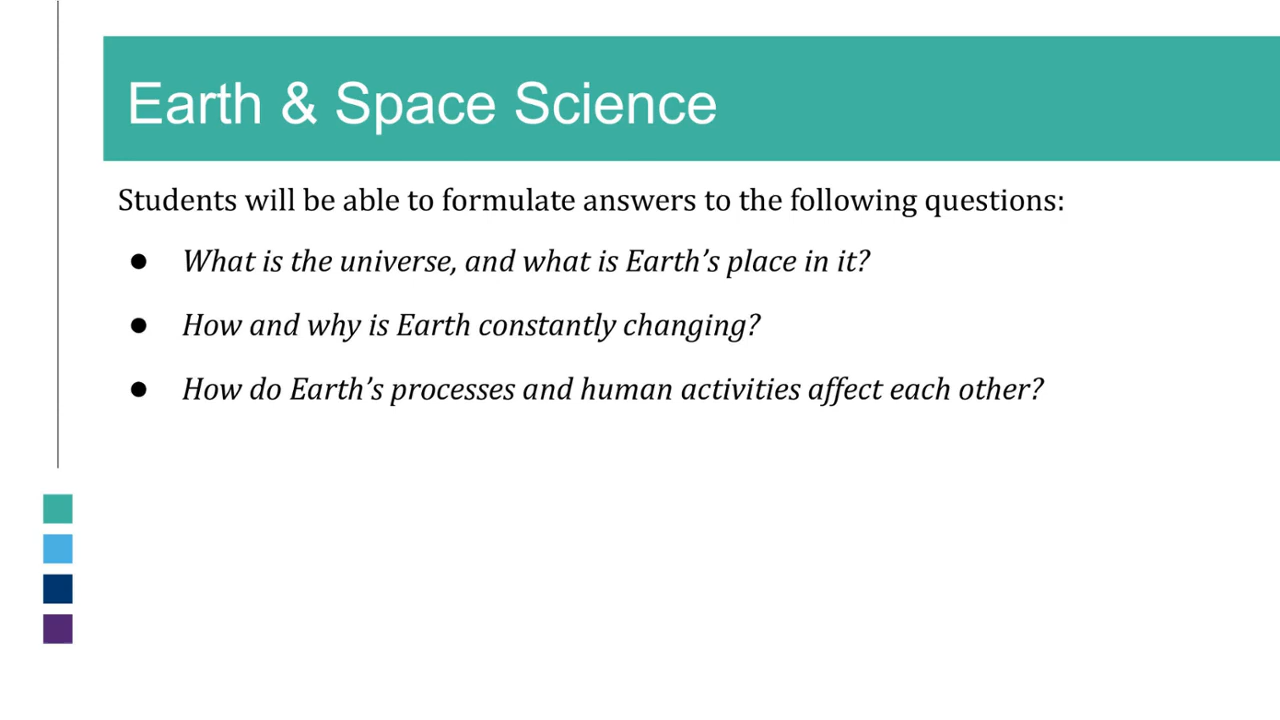 Earth & Space Science
Students will be able to formulate answers to the following questions:
● What is the universe, and what is Earth’s place in it?
● How and why is Earth constantly changing?
● How do Earth’s processes and human activities affect each other?